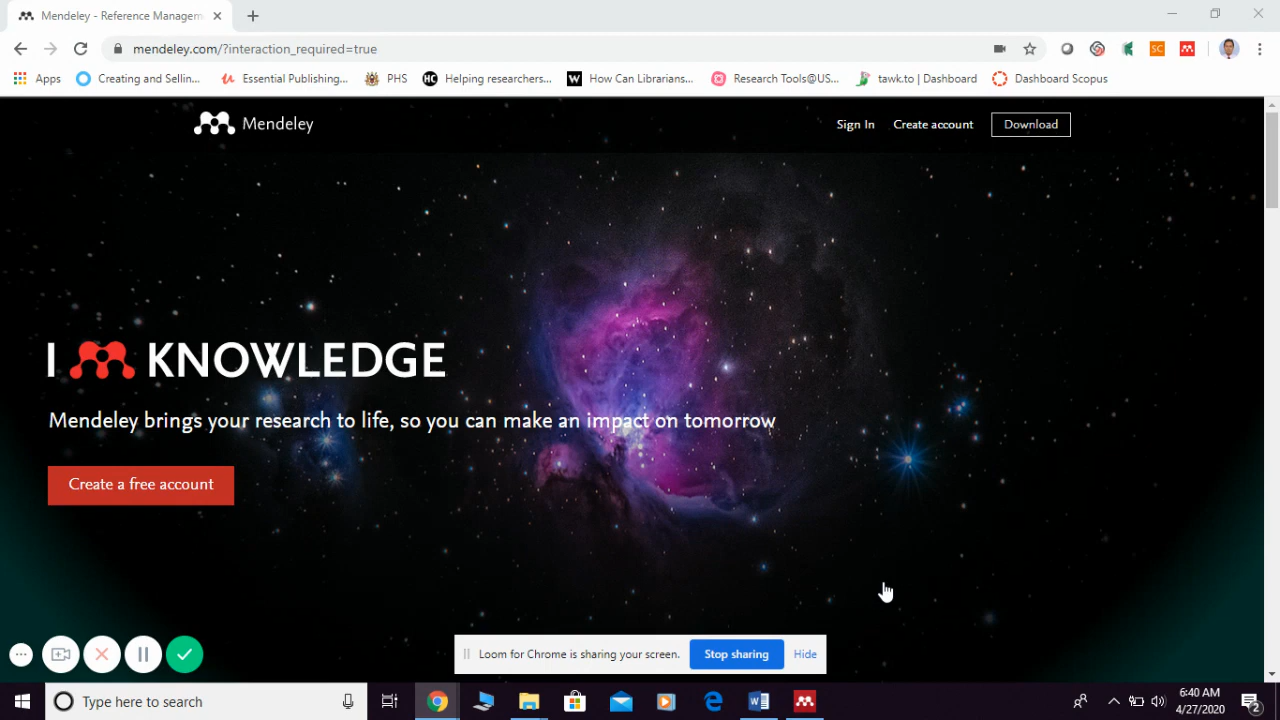 Mendeley - Reference Managem
mendeley.com/?interaction_required=true
Apps
Creating and Sellin...
Essential Publishing...
PHS
HC
Helping researchers...
W
How Can Librarians...
Research Tools@US...
tawk.to | Dashboard
Dashboard Scopus
SC
Mendeley
Sign In
Create account
Download
I KNOWLEDGE
Mendeley brings your research to life, so you can make an impact on tomorrow
Create a free account
Loom for Chrome is sharing your screen.
Stop sharing
Hide
Type here to search
6:40 AM
4/27/2020
2